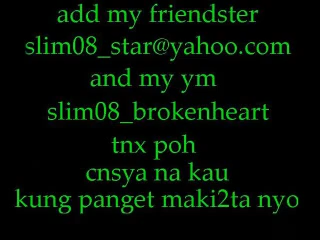 add my friendster
slim08_star@yahoo.com
and my ym
slim08_brokenheart
tnx poh
cnsya na kau
kung panget maki2ta nyo